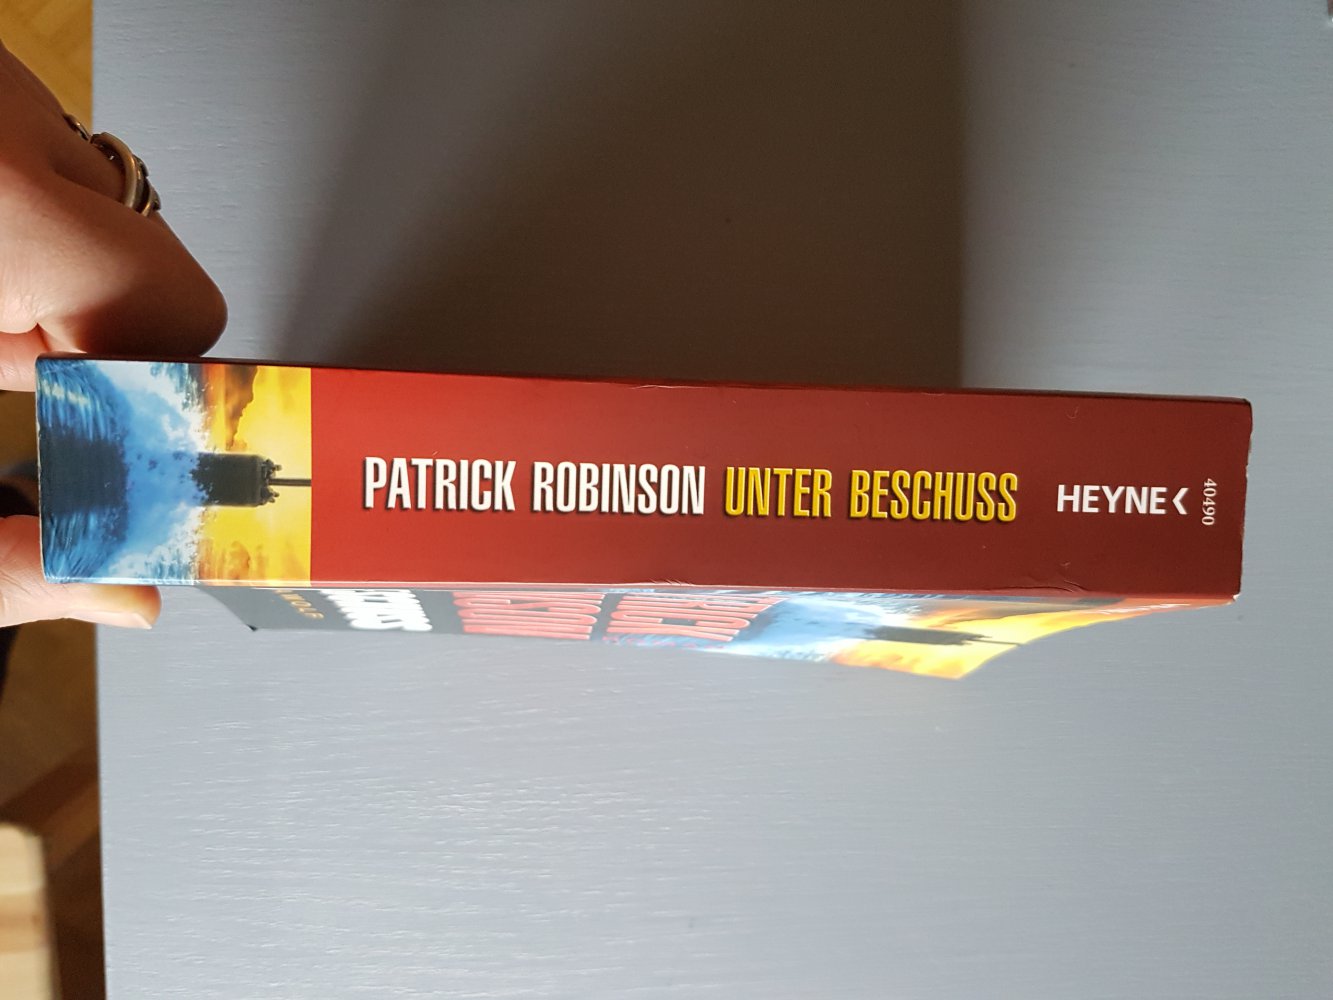 PATRICK ROBINSON UNTER BESCHUSS
HEYNE
40490